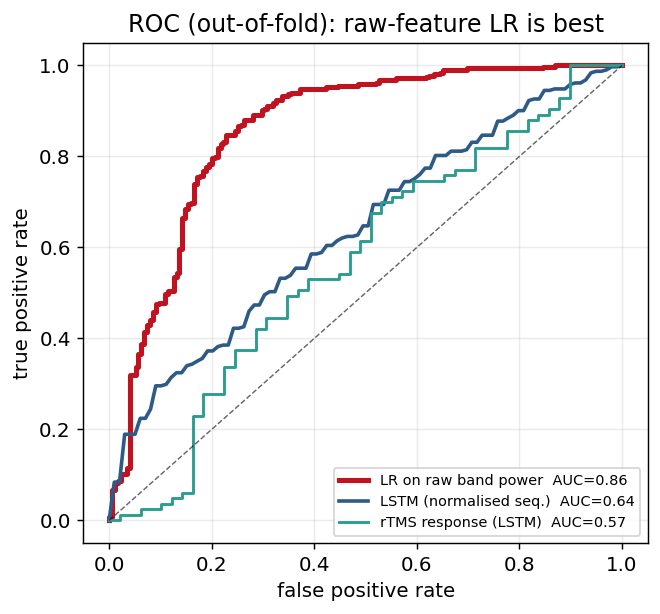 ROC (out-of-fold): raw-feature LR is best
true positive rate
1.0
0.8
0.6
0.4
0.2
0.0
LR on raw band power AUC=0.86
LSTM (normalised seq.) AUC=0.64
rTMS response (LSTM) AUC=0.57
0.0 0.2 0.4 0.6 0.8 1.0
false positive rate